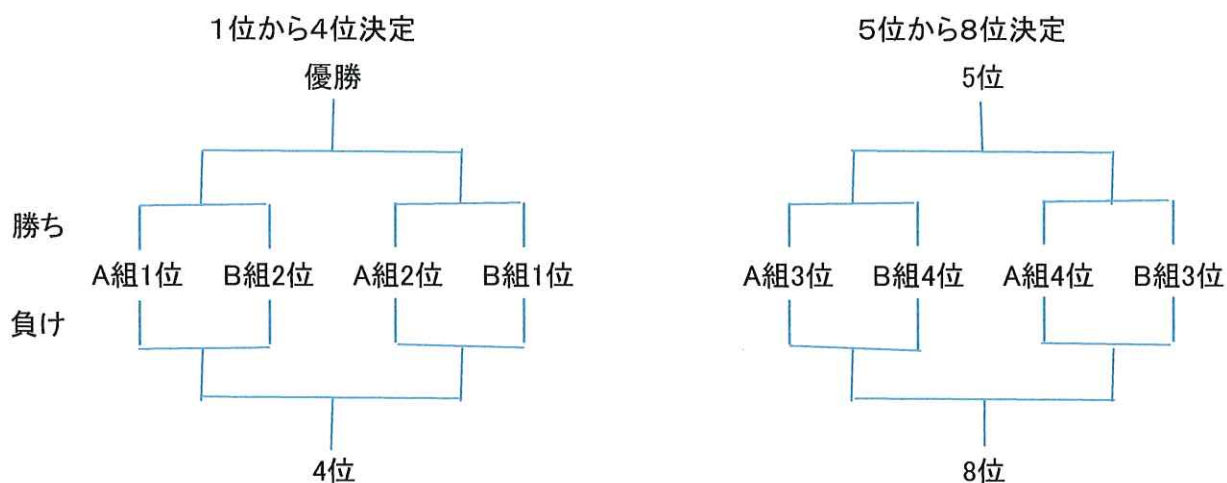 1位から4位決定
優勝
勝ち
A組1位 B組2位 A組2位 B組1位
負け
4位
5位から8位決定
5位
A組3位 B組4位 A組4位 B組3位
8位